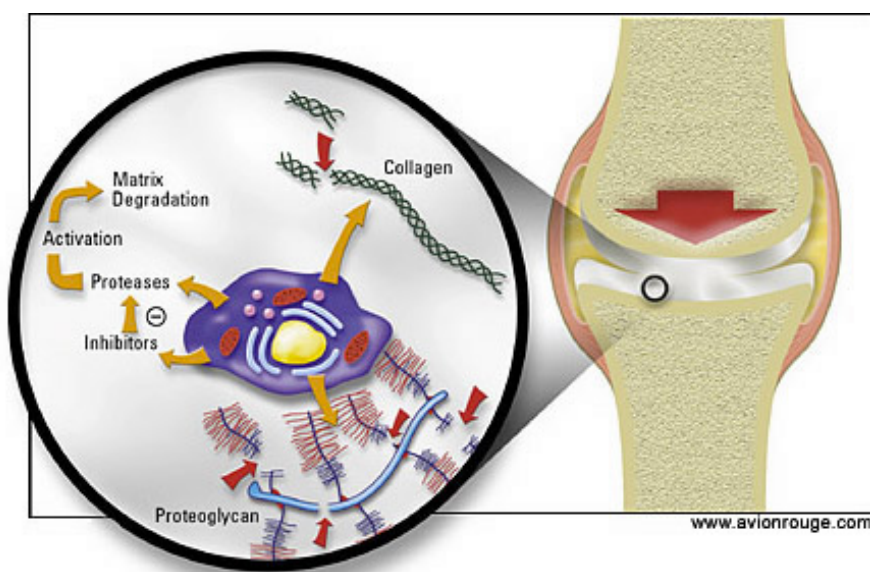 Collagen
Matrix
Degradation
Activation
Proteases
Inhibitors
Proteoglycan
www.avionrouge.com